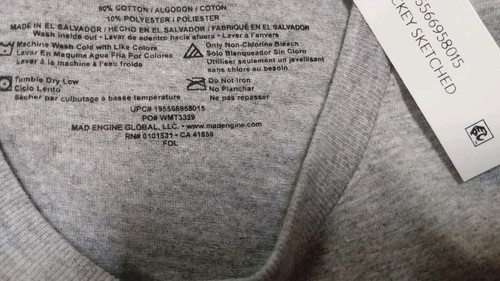 90% COTTON / ALGODON / COTON
10% POLYESTER / POLIESTER
MADE IN EL SALVADOR / HECHO EN EL SALVADOR / FABRIQUÉ EN EL SALVADOR
Wash inside out • Lavar de adentro hacia afuera • Laver à l'envers
Machine Wash Cold with Like Colors
Lavar En Maquina Agua Fria Por Colores
Laver à la machine à l'eau froide
Only Non-Chlorine Bleach
Solo Blanqueador Sin Cloro
Utiliser seulement un javellisant
sans chlore au besoin
Tumble Dry Low
Ciclo Lento
Sécher par culbutage à basse température
Do Not Iron
No Planchar
Ne pas repasser
UPC# 195566958015
PO# WMT3339
MAD ENGINE GLOBAL, LLC. • www.madengine.com
RN# 0101531 • CA 41859
FOL
5566958015
KEY SKETCHED